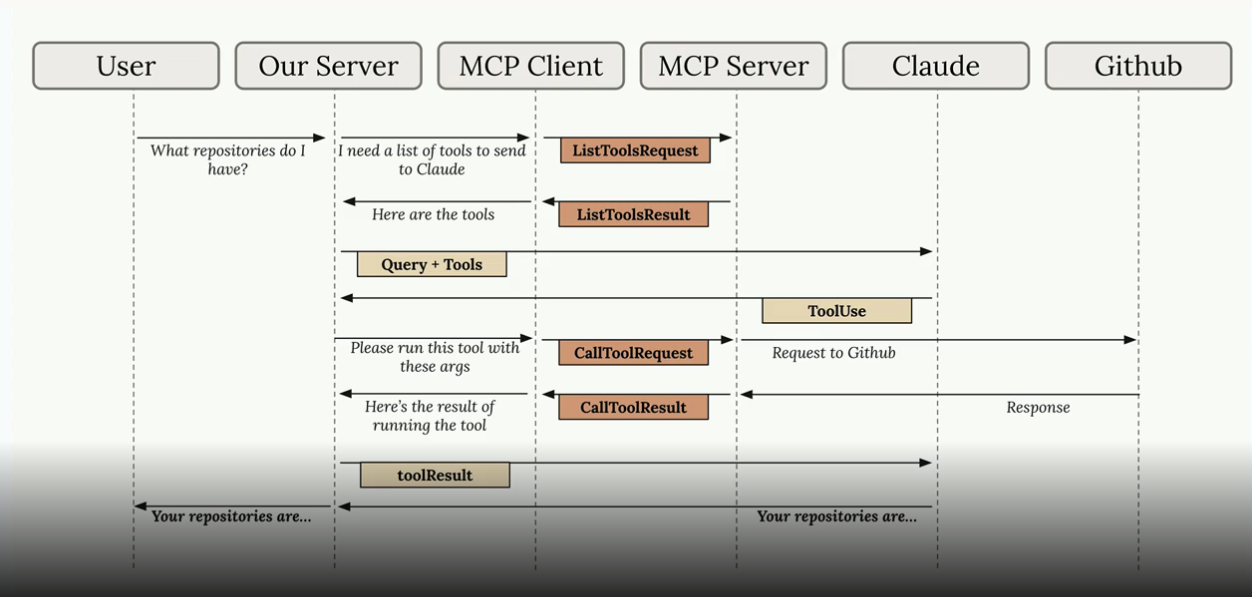 User
Our Server
MCP Client
MCP Server
Claude
Github
What repositories do I
have?
I need a list of tools to send
to Claude
ListToolsRequest
Here are the tools
ListToolsResult
Query + Tools
ToolUse
Please run this tool with
these args
CallToolRequest
Request to Github
Here's the result of
running the tool
CallToolResult
Response
toolResult
Your repositories are...
Your repositories are...